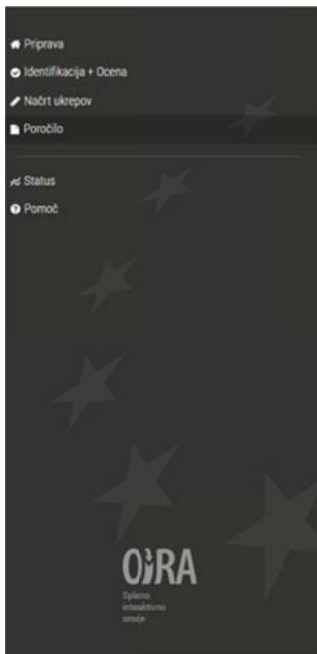 Priprava
Identifikacija + Ocena
Načrt ukrepov
Poročilo
Status
Pomoč
OiRA
Spletno
interaktivno
orodje